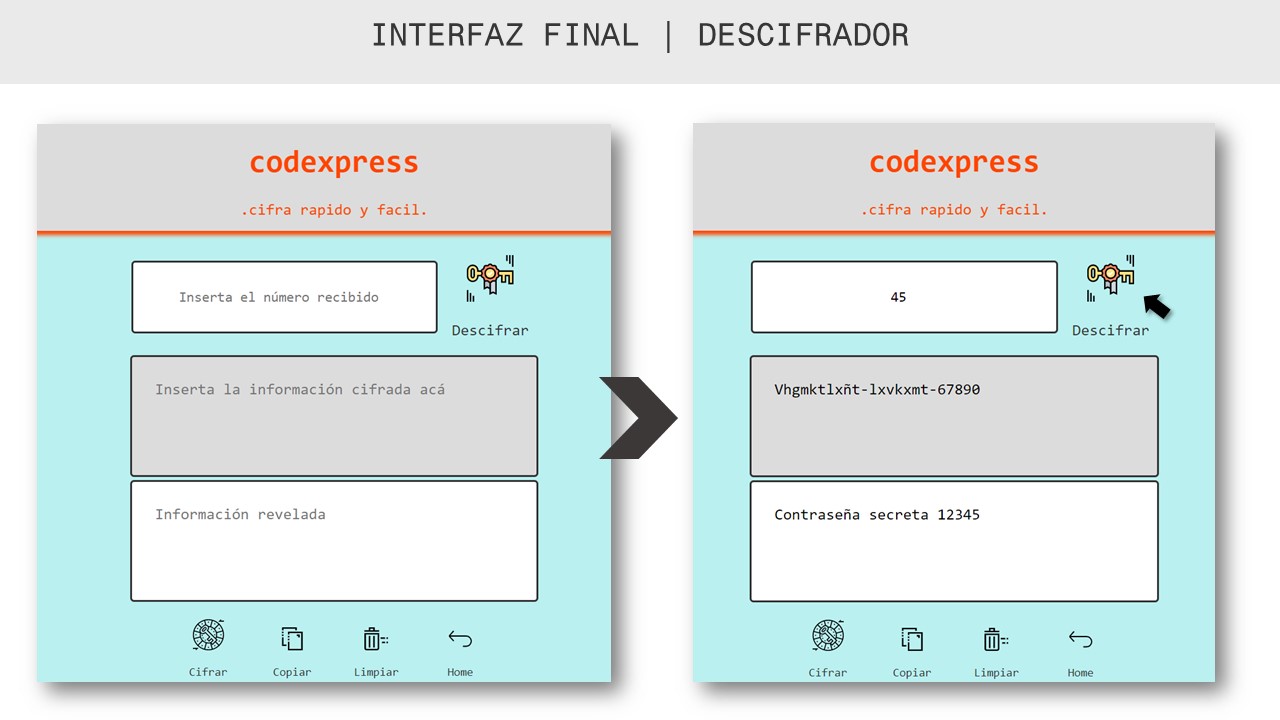 INTERFAZ FINAL | DESCIFRADOR
codexpress
.cifra rapido y facil.
Inserta el número recibido
Descifrar
Inserta la información cifrada acá
Información revelada
Cifrar
Copiar
Limpiar
Home
codexpress
.cifra rapido y facil.
45
Descifrar
Vhgmktlxñt-lxvkxmt-67890
Contraseña secreta 12345
Cifrar
Copiar
Limpiar
Home